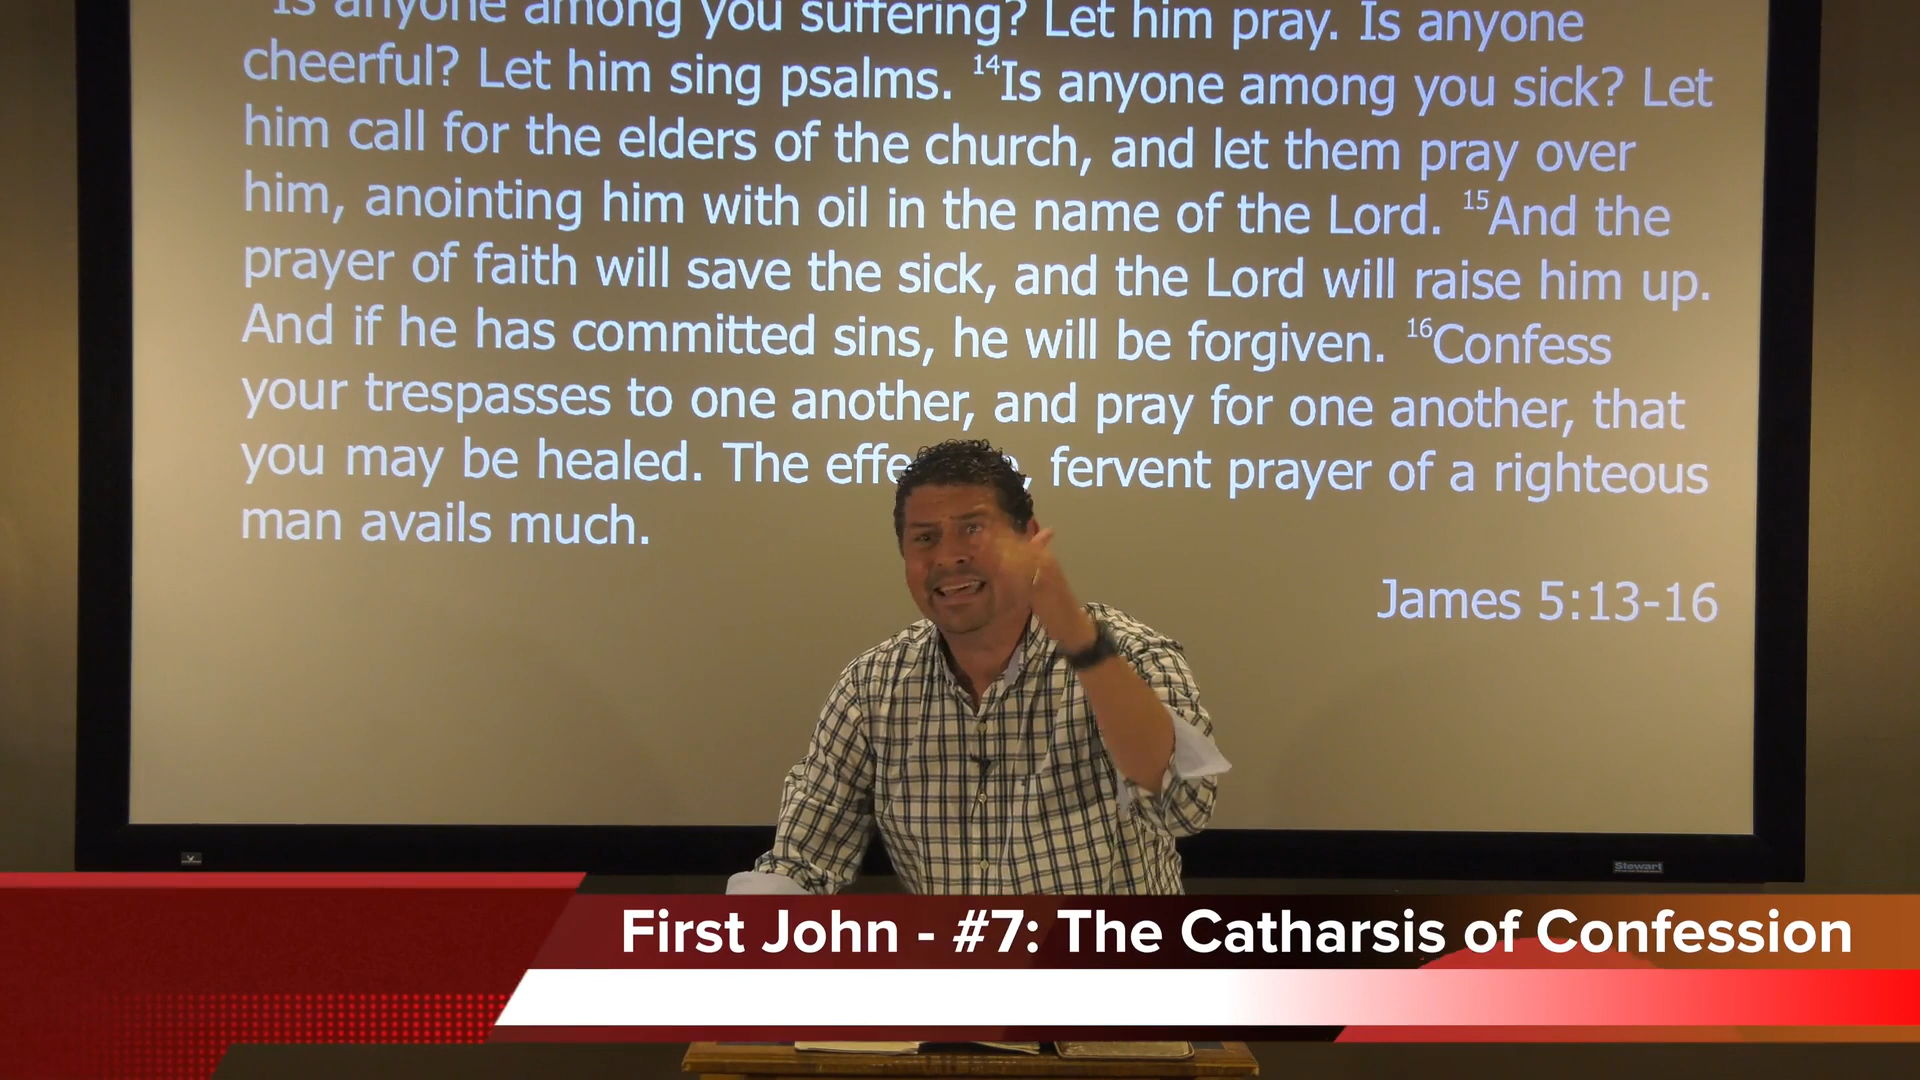 Is anyone among you suffering? Let him pray. Is anyone
cheerful? Let him sing psalms. 14Is anyone among you sick? Let
him call for the elders of the church, and let them pray over
him, anointing him with oil in the name of the Lord. 15And the
prayer of faith will save the sick, and the Lord will raise him up.
And if he has committed sins, he will be forgiven. 16Confess
your trespasses to one another, and pray for one another, that
you may be healed. The fervent prayer of a righteous
man avails much.
James 5:13-16
Stewart
First John - #7: The Catharsis of Confession